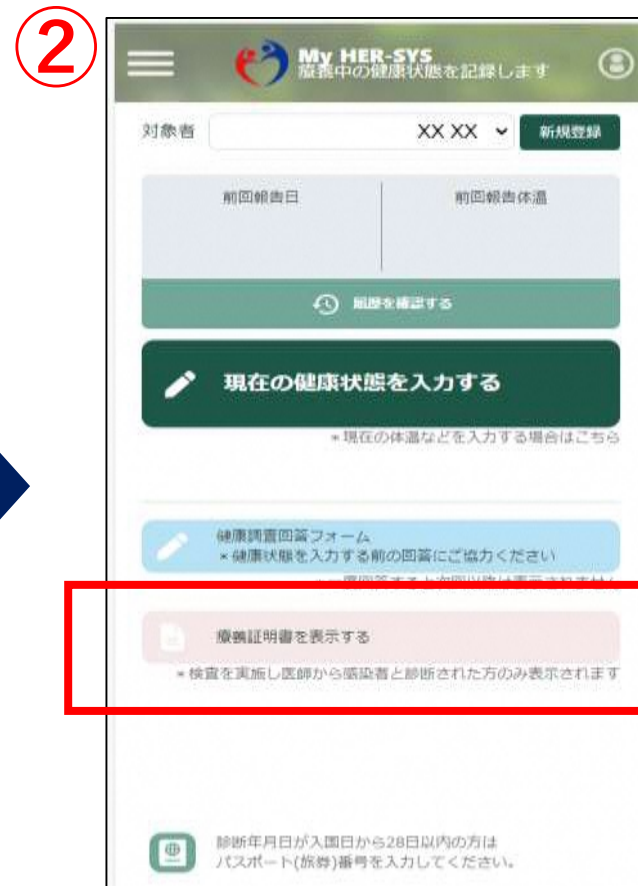 ②
My HER-SYS
療養中の健康状態を記録します
対象者 XX XX 新規登録
前回報告日 前回報告体温
履歴を確認する
現在の健康状態を入力する
*現在の体温などを入力する場合はこちら
健康調査回答フォーム
*健康状態を入力する前の回答にご協力ください
療養証明書を表示する
*検査を実施し医師から感染者と診断された方のみ表示されます
診断年月日が入国日から28日以内の方は
パスポート(旅券)番号を入力してください。